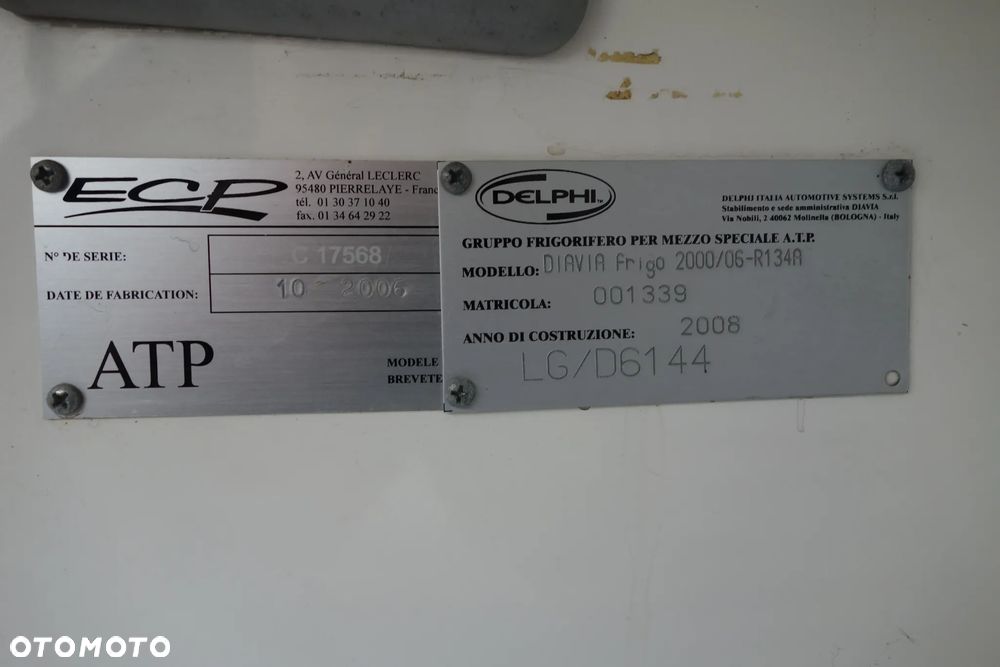 ECP
2, AV Général LECLERC
95480 PIERRELAYE - Franc
tél. 01 30 37 10 40
fax. 01 34 64 29 22
N° DE SERIE: C 17568
DATE DE FABRICATION: 10 - 2006
ATP
MODELE
BREVETE
DELPHI
TM
DELPHI ITALIA AUTOMOTIVE SYSTEMS S.r.l.
Stabilimento e sede amministrativa DIAVIA
Via Nobili, 2 40062 Molinella (BOLOGNA) - Italy
GRUPPO FRIGORIFERO PER MEZZO SPECIALE A.T.P.
MODELLO: DIAVIA Frigo 2000/06-R134A
MATRICOLA: 001339
ANNO DI COSTRUZIONE: 2008
LG/D6144
OTOMOTO